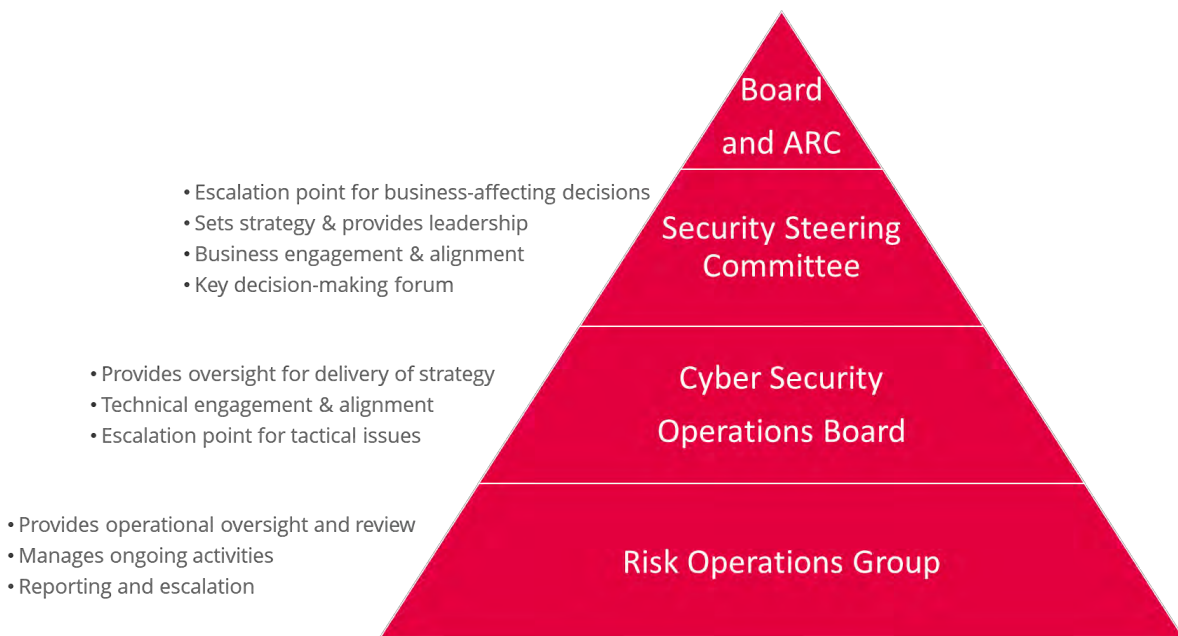 Board
and ARC
• Escalation point for business-affecting decisions
• Sets strategy & provides leadership
• Business engagement & alignment
• Key decision-making forum
Security Steering
Committee
• Provides oversight for delivery of strategy
• Technical engagement & alignment
• Escalation point for tactical issues
Cyber Security
Operations Board
• Provides operational oversight and review
• Manages ongoing activities
• Reporting and escalation
Risk Operations Group